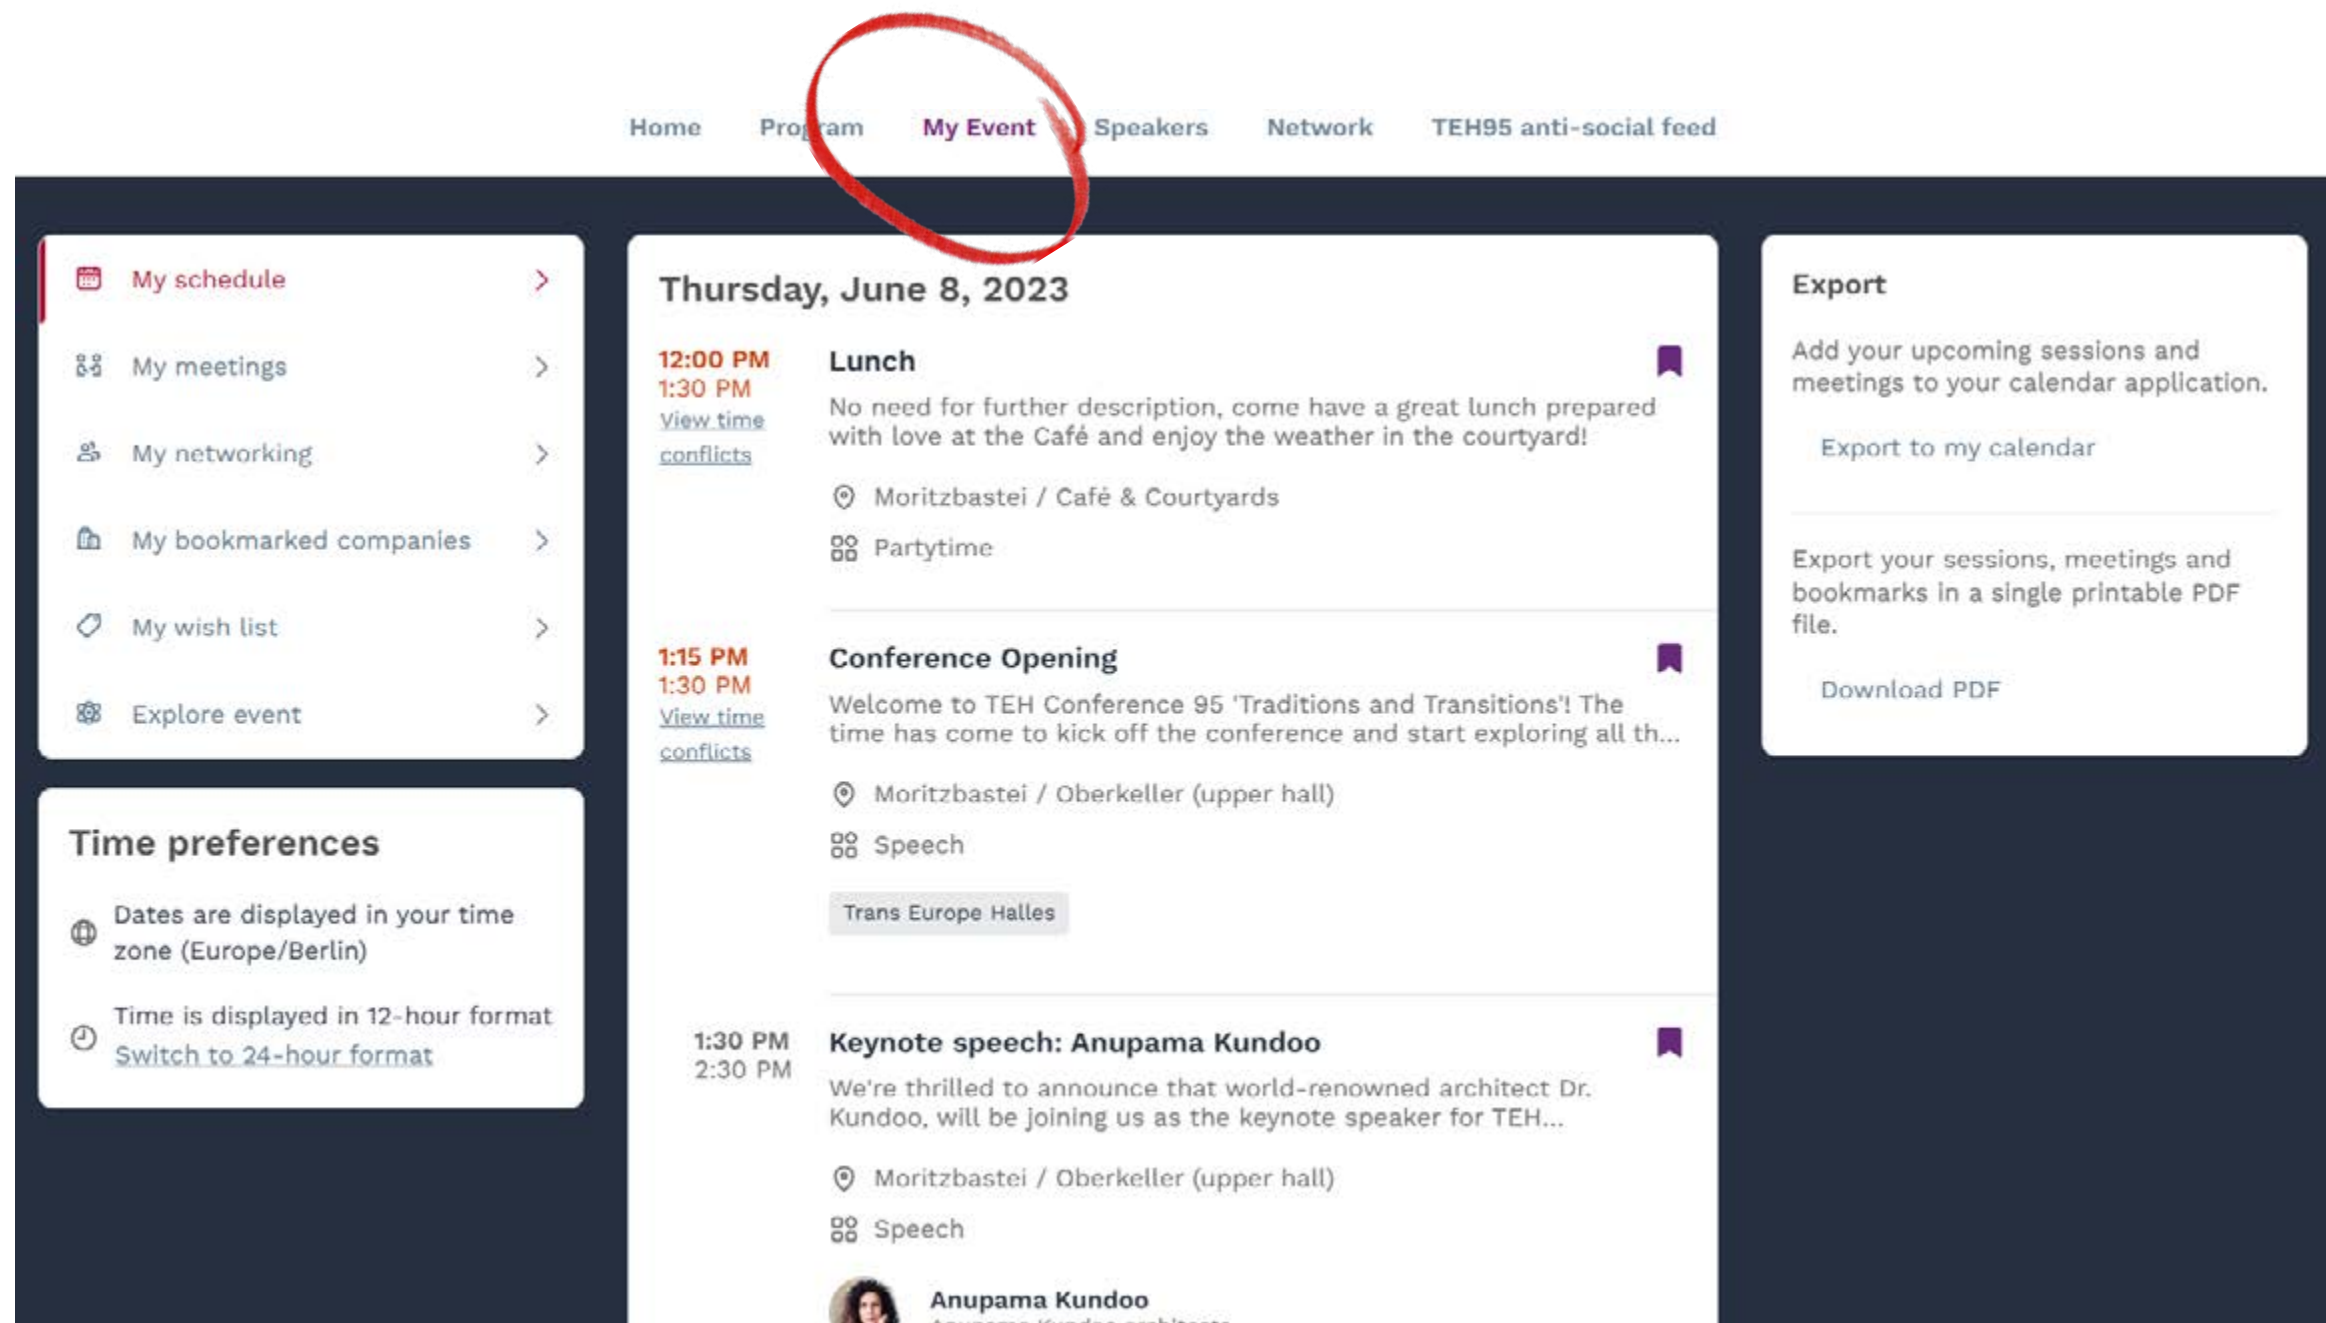 Home Program My Event Speakers Network TEH95 anti-social feed
My schedule
My meetings
My networking
My bookmarked companies
My wish list
Explore event
Time preferences
Dates are displayed in your time
zone (Europe/Berlin)
Time is displayed in 12-hour format
Switch to 24-hour format
Thursday, June 8, 2023
12:00 PM
1:30 PM
View time
conflicts
Lunch
No need for further description, come have a great lunch prepared
with love at the Café and enjoy the weather in the courtyard!
Moritzbastei / Café & Courtyards
Partytime
1:15 PM
1:30 PM
View time
conflicts
Conference Opening
Welcome to TEH Conference 95 'Traditions and Transitions'! The
time has come to kick off the conference and start exploring all th...
Moritzbastei / Oberkeller (upper hall)
Speech
Trans Europe Halles
1:30 PM
2:30 PM
Keynote speech: Anupama Kundoo
We're thrilled to announce that world-renowned architect Dr.
Kundoo, will be joining us as the keynote speaker for TEH...
Moritzbastei / Oberkeller (upper hall)
Speech
Anupama Kundoo
Anupama Kundoo architects
Export
Add your upcoming sessions and
meetings to your calendar application.
Export to my calendar
Export your sessions, meetings and
bookmarks in a single printable PDF
file.
Download PDF